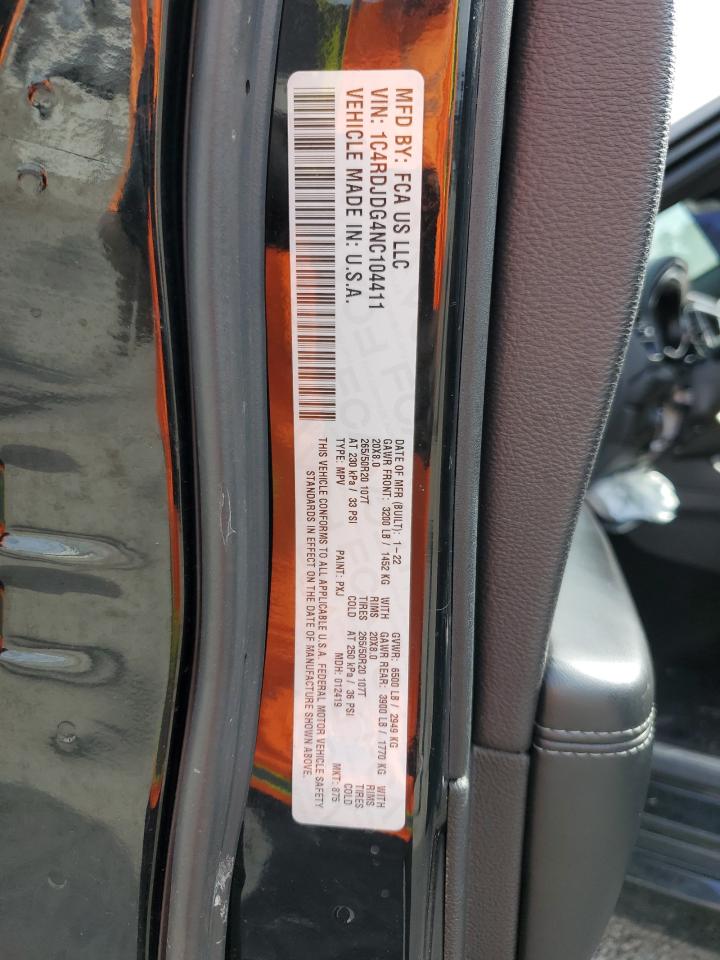 MFD BY: FCA US LLC
VIN: 1C4RDJDG4NC104411
VEHICLE MADE IN: U.S.A.
DATE OF MFR (BUILT): 1-22 GVWR: 6500 LB / 2949 KG
GAWR FRONT: 3200 LB / 1452 KG WITH GAWR REAR: 3900 LB / 1770 KG WITH
20X8.0 RIMS 20X8.0 RIMS
265/50R20 107T TIRES 265/50R20 107T TIRES
AT 230 kPa / 33 PSI COLD AT 250 kPa / 36 PSI COLD
TYPE: MPV PAINT: PXJ MDH: 012419 MKT: 875
THIS VEHICLE CONFORMS TO ALL APPLICABLE U.S.A. FEDERAL MOTOR VEHICLE SAFETY
STANDARDS IN EFFECT ON THE DATE OF MANUFACTURE SHOWN ABOVE.